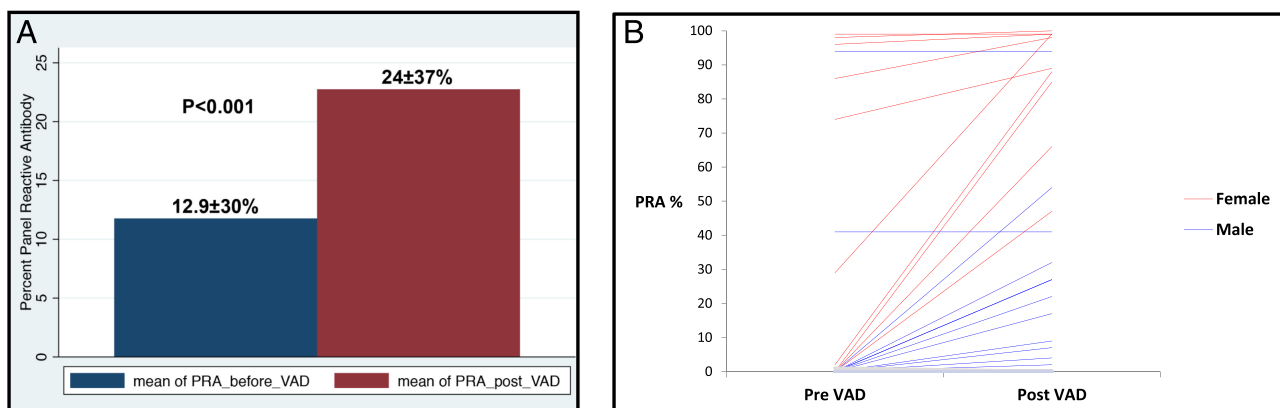 A
Percent Panel Reactive Antibody
25
20
15
10
5
0
P<0.001
24±37%
12.9±30%
mean of PRA_before_VAD
mean of PRA_post_VAD
B
PRA %
100
90
80
70
60
50
40
30
20
10
0
Pre VAD
Post VAD
Female
Male